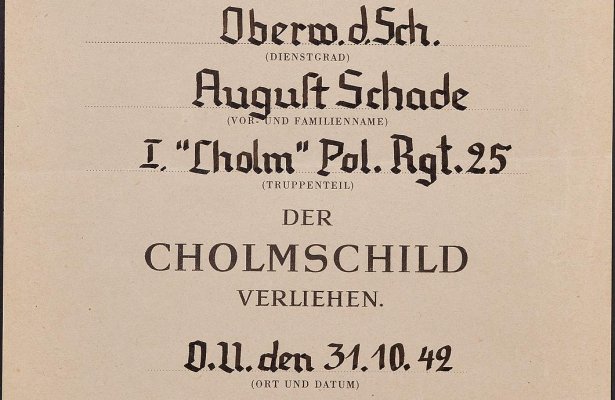 Oberw. d. Sch.
(DIENSTGRAD)
August Schade
(VOR- UND FAMILIENNAME)
I. "Cholm" Pol. Rgt. 25
(TRUPPENTEIL)
DER
CHOLMSCHILD
VERLIEHEN.
O.U. den 31.10.42
(ORT UND DATUM)